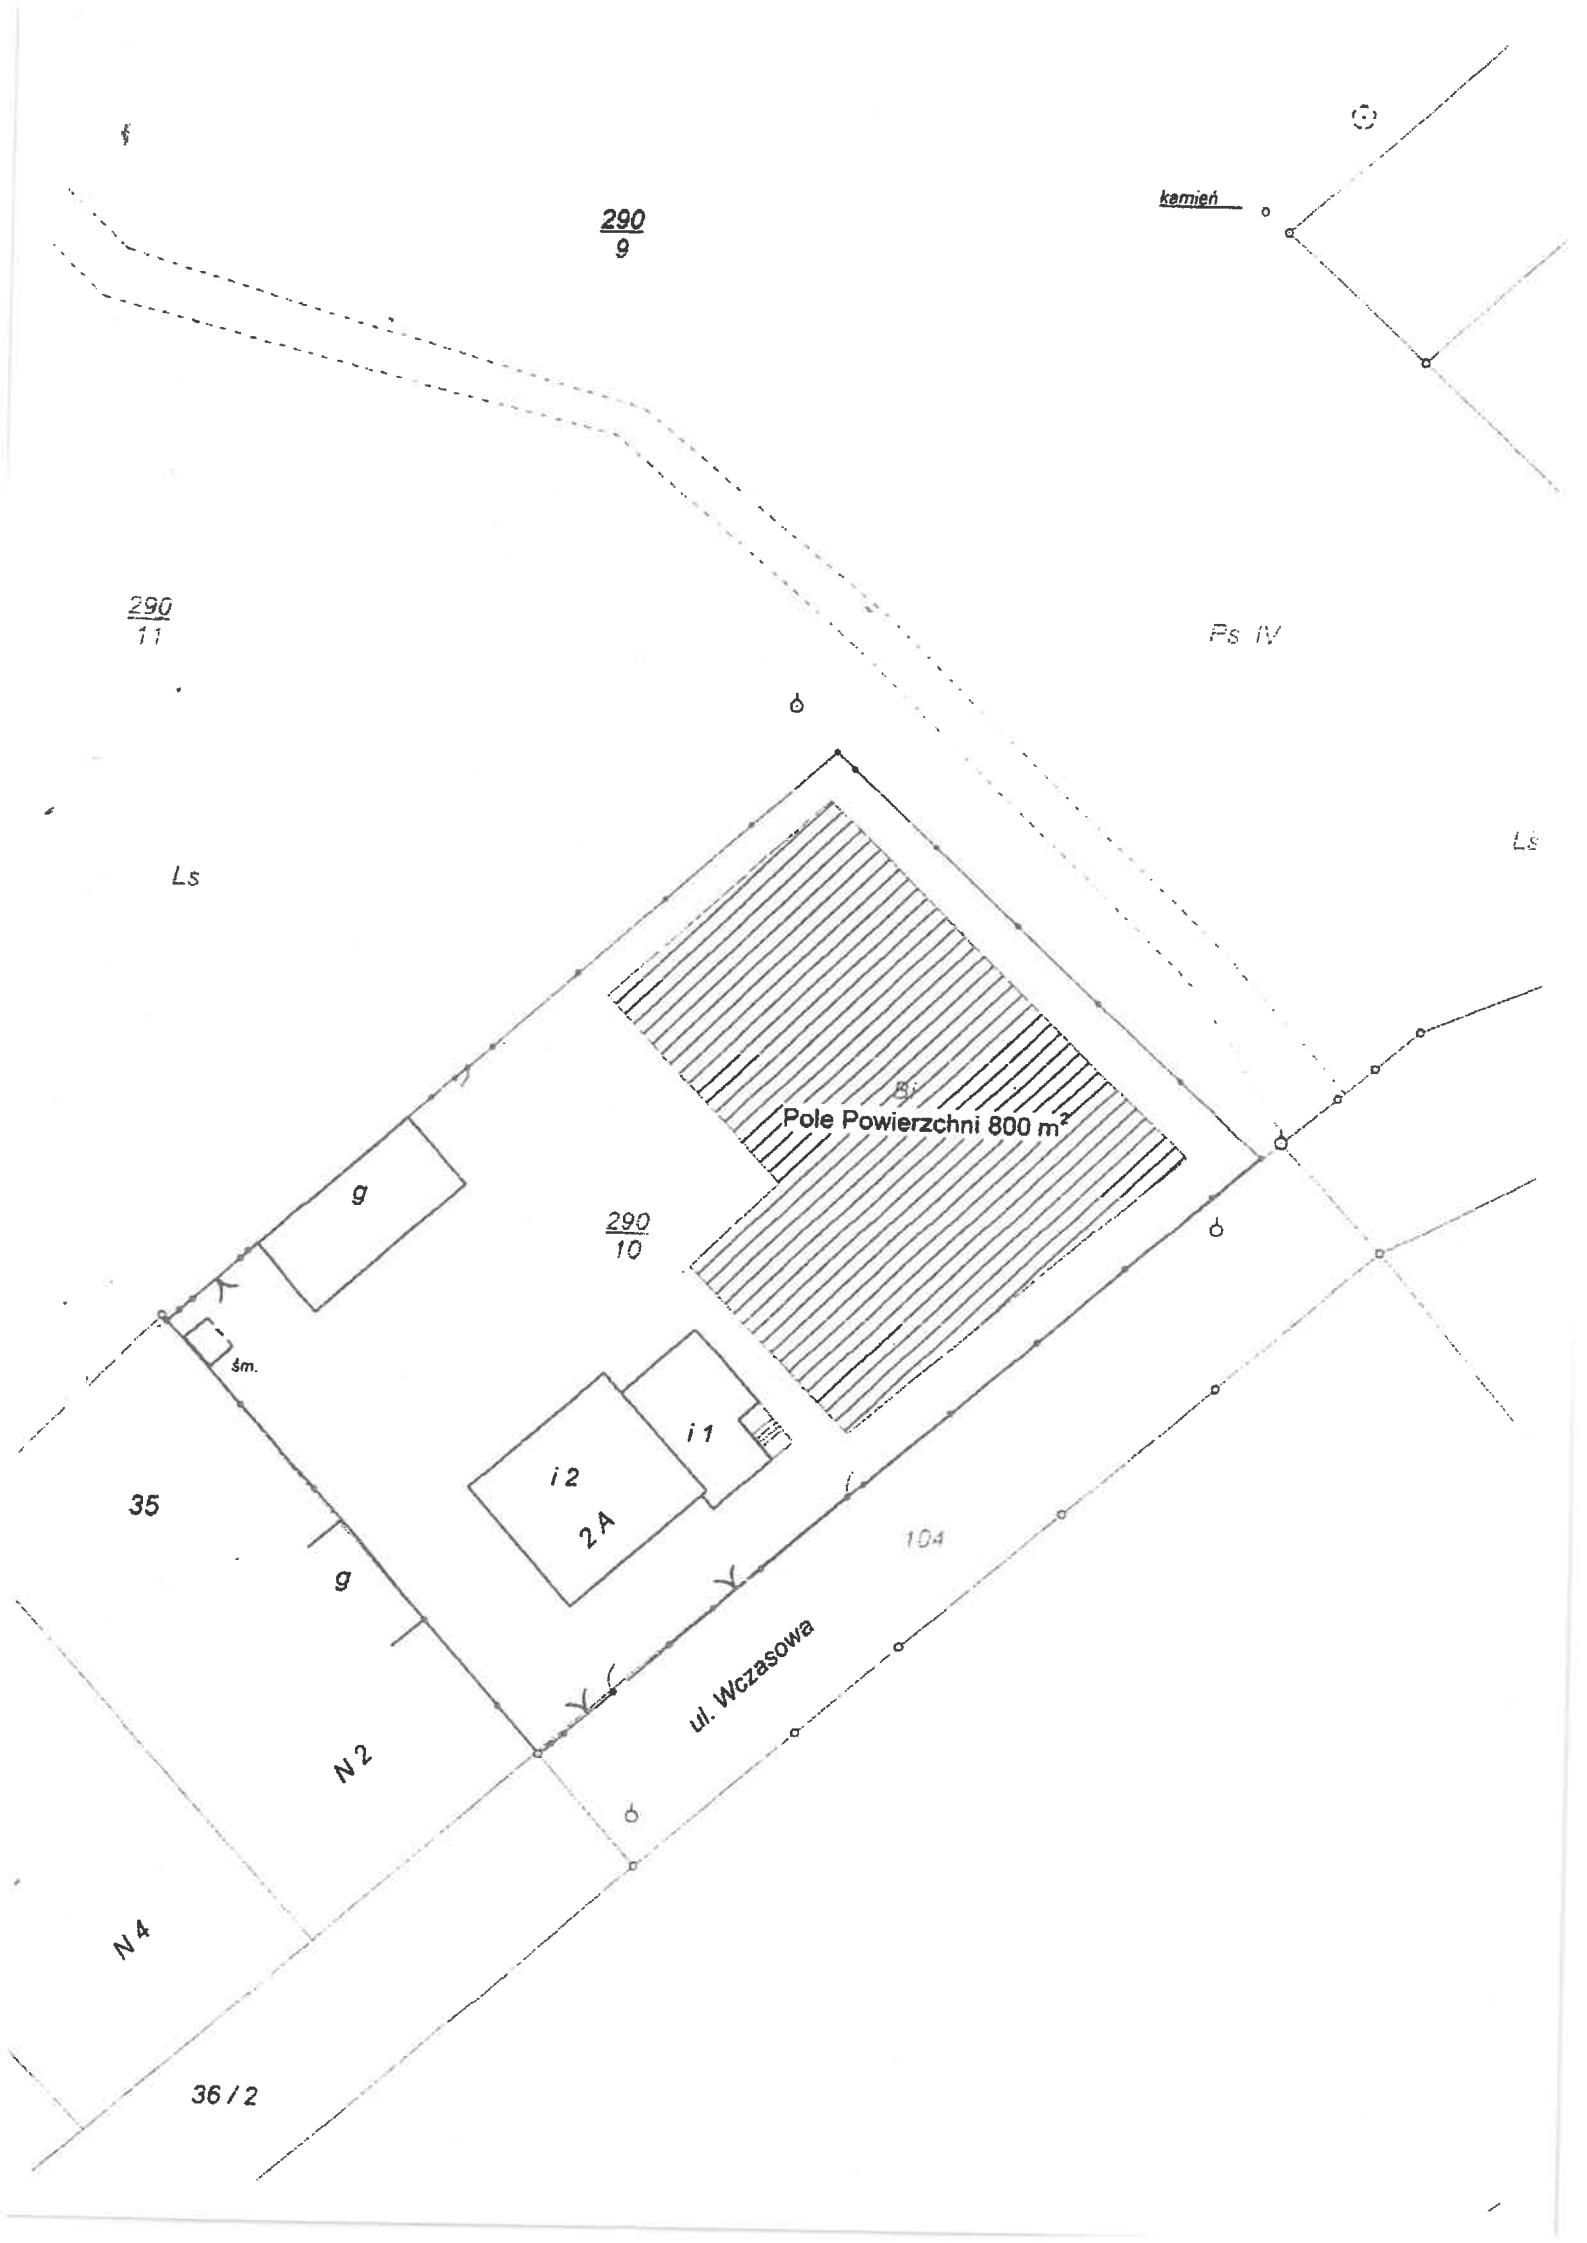 kamień
290
9
290
11
Ps IV
Ls
Ls
Bi
Pole Powierzchni 800 m²
g
290
10
śm.
i 1
i 2
2 A
35
104
g
ul. Wczasowa
N 2
N 4
36 / 2